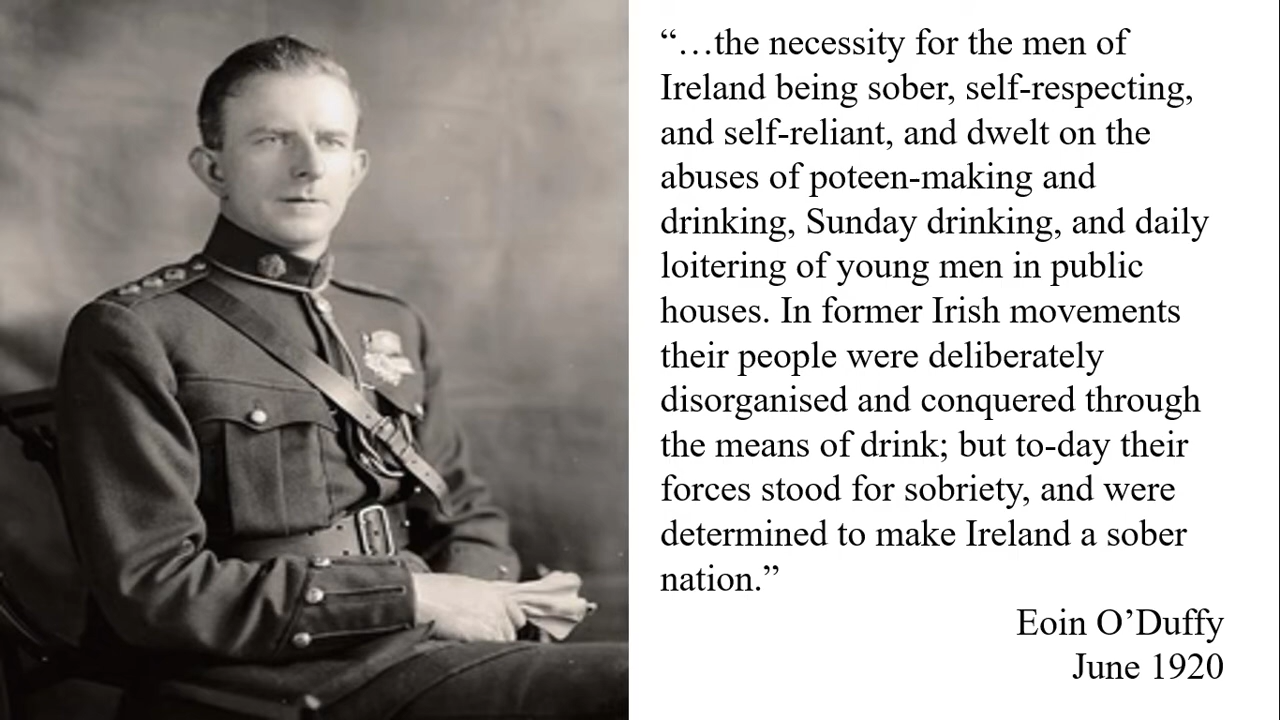 “…the necessity for the men of
Ireland being sober, self-respecting,
and self-reliant, and dwelt on the
abuses of poteen-making and
drinking, Sunday drinking, and daily
loitering of young men in public
houses. In former Irish movements
their people were deliberately
disorganised and conquered through
the means of drink; but to-day their
forces stood for sobriety, and were
determined to make Ireland a sober
nation.”
Eoin O’Duffy
June 1920